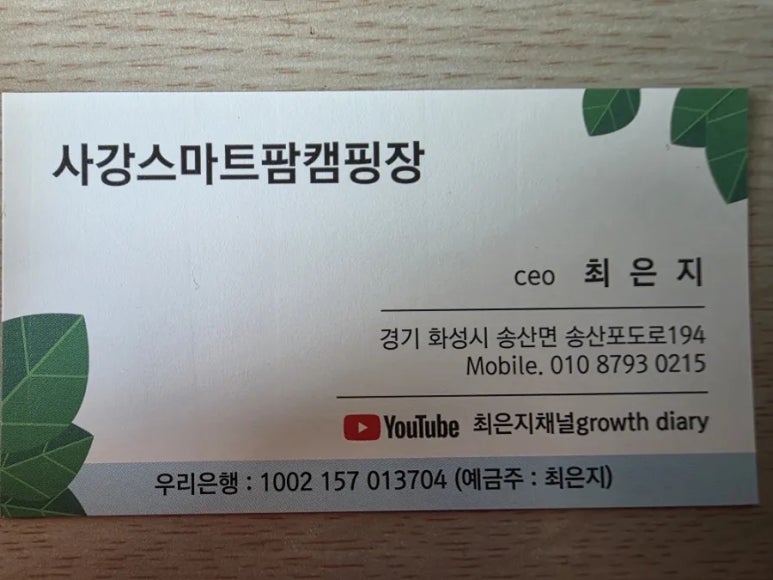 사강스마트팜캠핑장
ceo 최은지
경기 화성시 송산면 송산포도로194
Mobile. 010 8793 0215
YouTube 최은지채널growth diary
우리은행 : 1002 157 013704 (예금주 : 최은지)